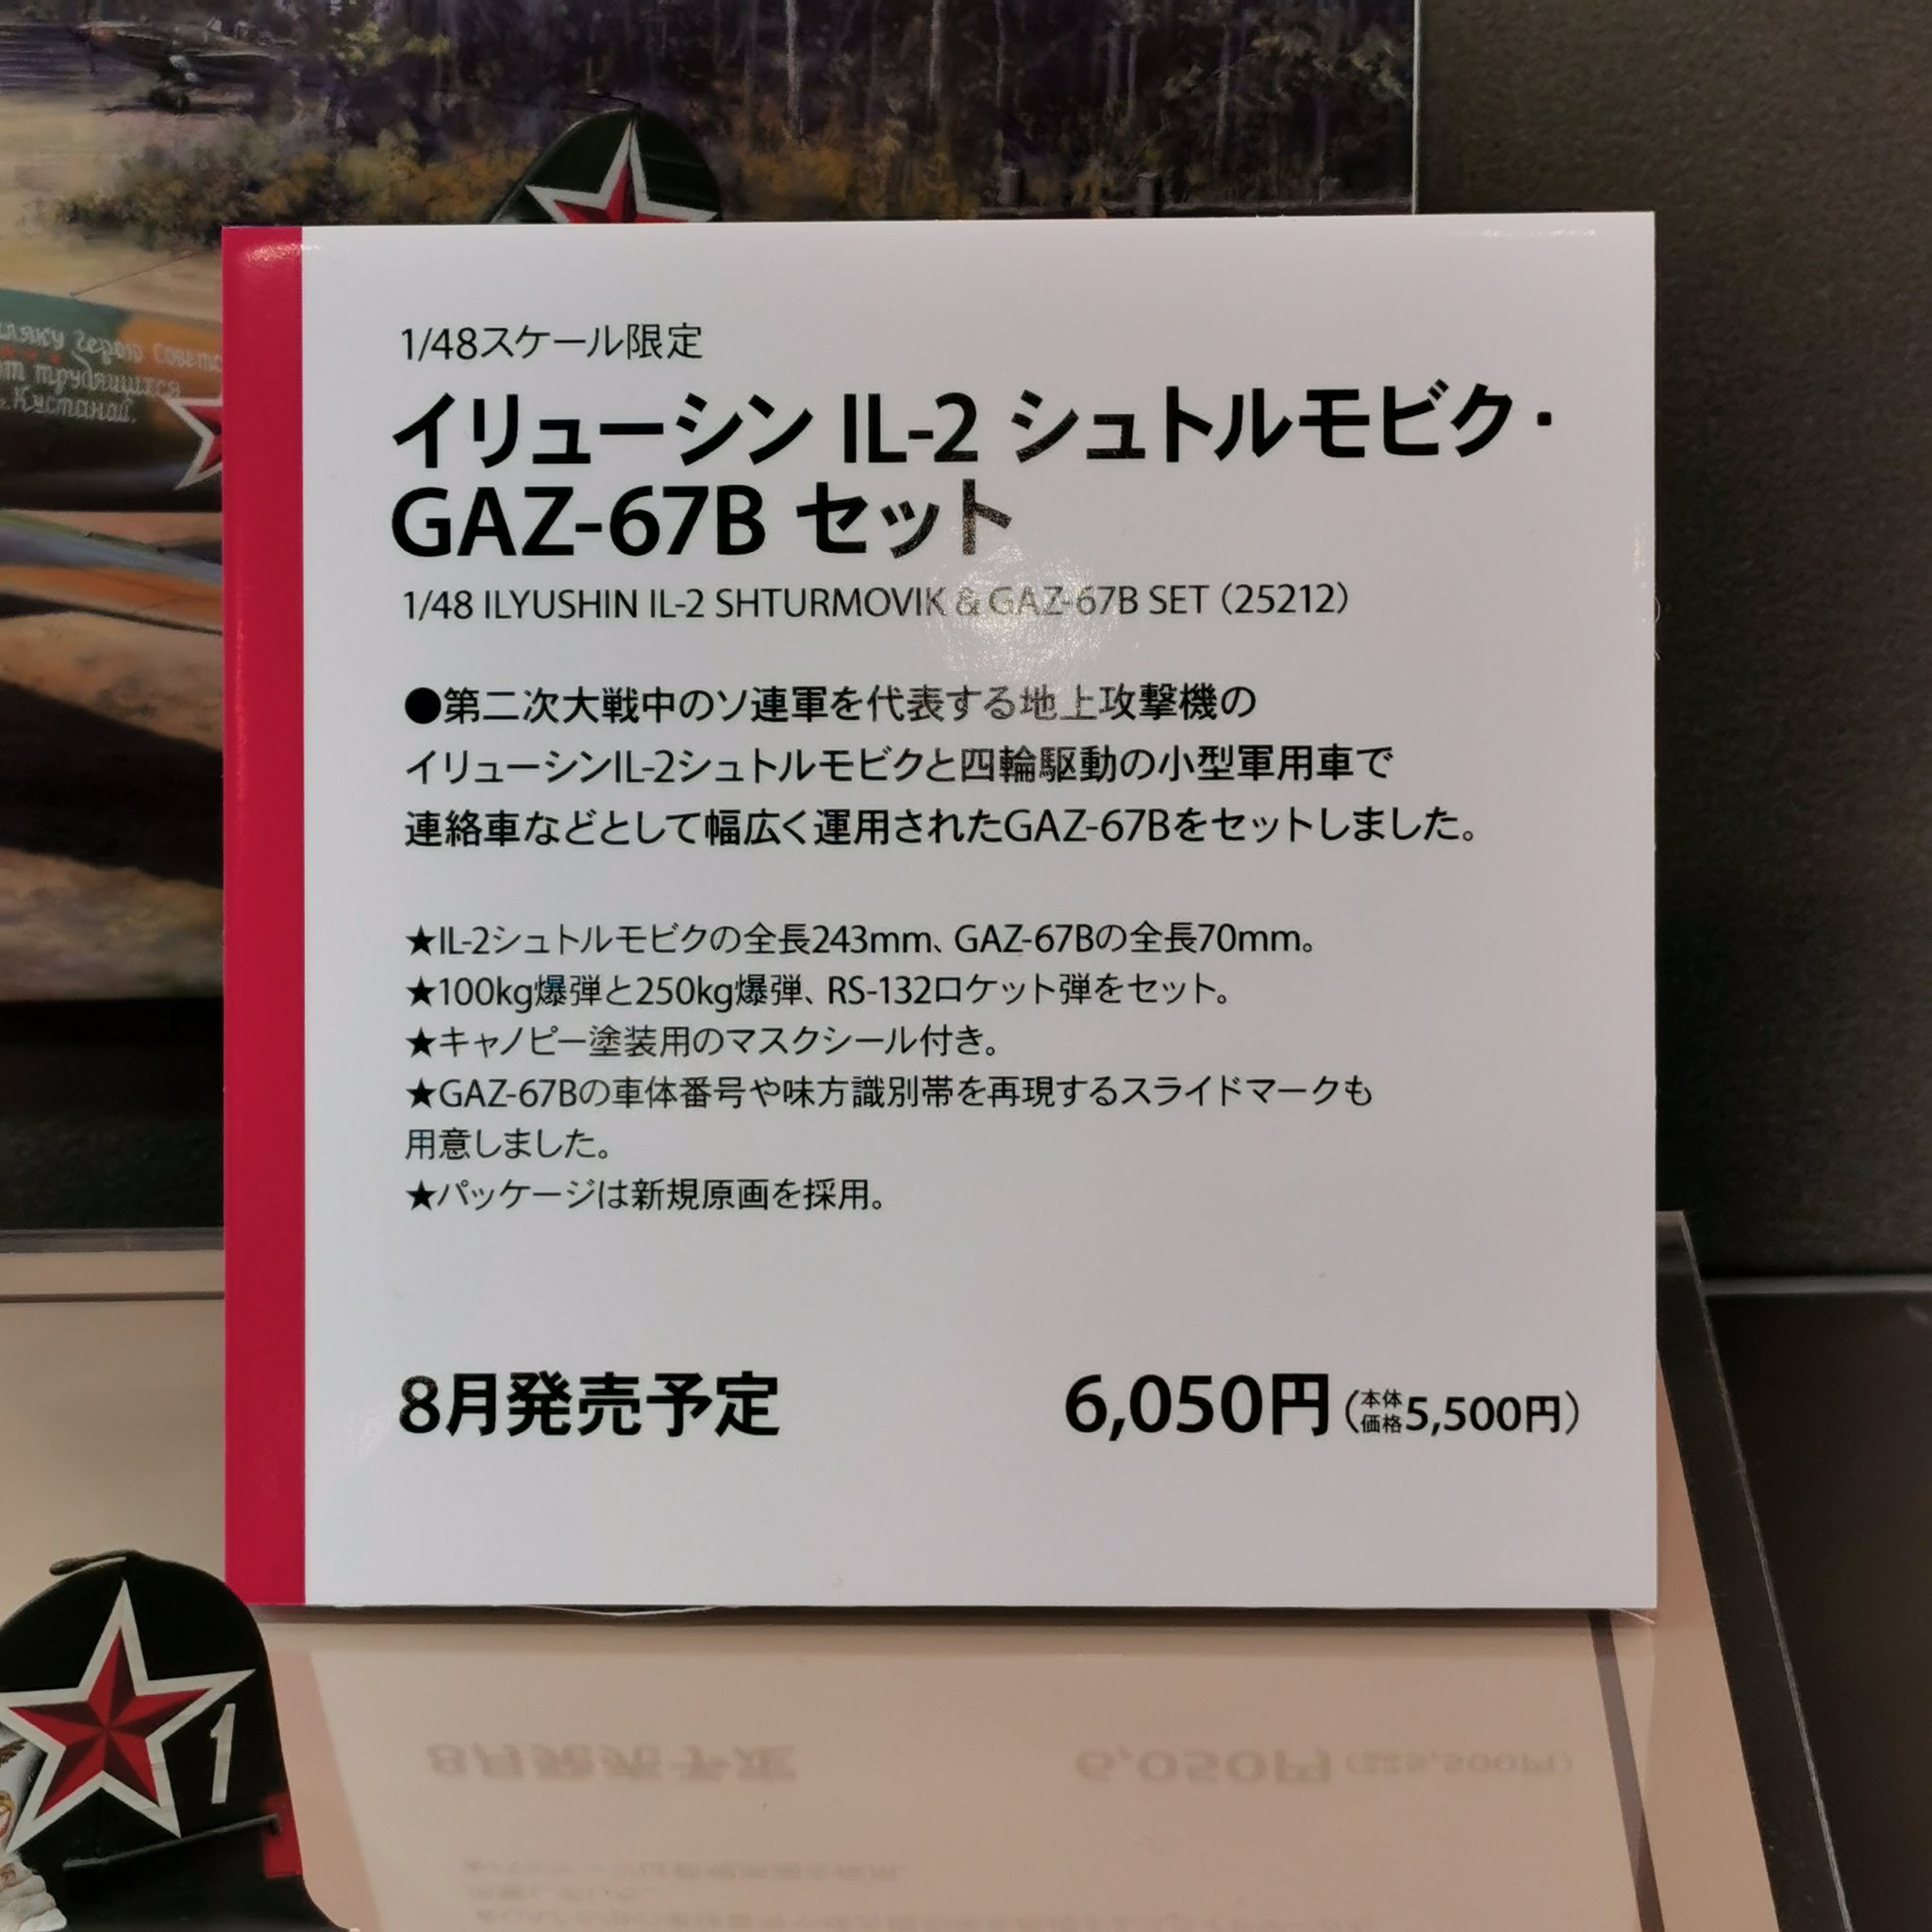 1/48スケール限定
イリューシン IL-2 シュトルモビク・
GAZ-67B セット
1/48 ILYUSHIN IL-2 SHTURMOVIK & GAZ-67B SET（25212）
●第二次大戦中のソ連軍を代表する地上攻撃機の
イリューシンIL-2シュトルモビクと四輪駆動の小型軍用車で
連絡車などとして幅広く運用されたGAZ-67Bをセットしました。
★IL-2シュトルモビクの全長243mm、GAZ-67Bの全長70mm。
★100kg爆弾と250kg爆弾、RS-132ロケット弾をセット。
★キャノピー塗装用のマスクシール付き。
★GAZ-67Bの車体番号や味方識別帯を再現するスライドマークも
用意しました。
★パッケージは新規原画を採用。
8月発売予定
6,050円（本体価格5,500円）
герою
трудящихся
г.Кустанай.
1